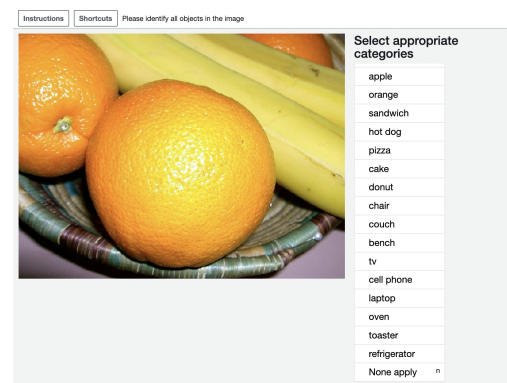 Instructions Shortcuts Please identify all objects in the image
Select appropriate
categories
apple
orange
sandwich
hot dog
pizza
cake
donut
chair
couch
bench
tv
cell phone
laptop
oven
toaster
refrigerator
None apply n